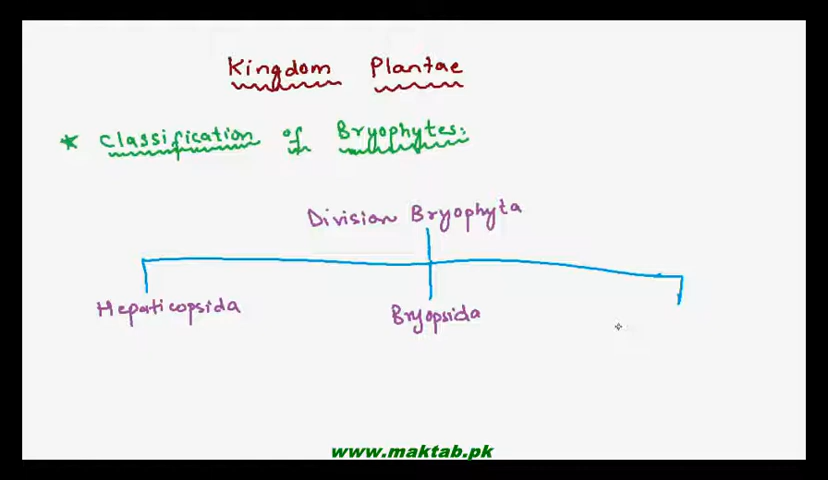 Kingdom Plantae
* Classification of Bryophytes:
Division Bryophyta
Hepaticopsida Bryopsida
www.maktab.pk